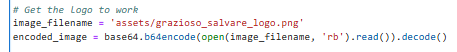 # Get the Logo to work
image_filename = 'assets/grazioso_salvare_logo.png'
encoded_image = base64.b64encode(open(image_filename, 'rb').read()).decode()